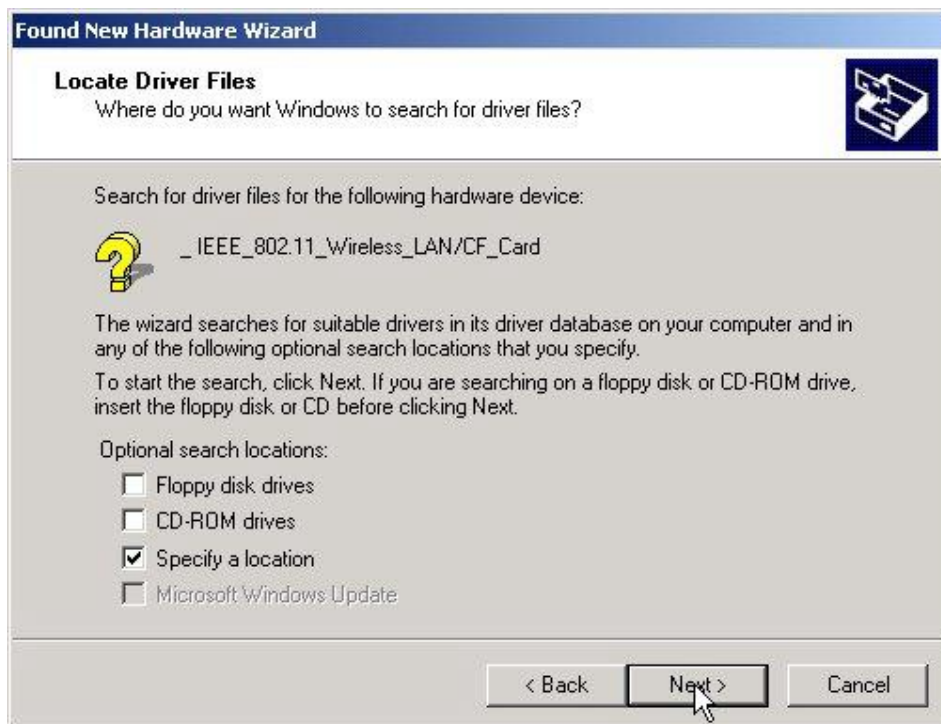 Found New Hardware Wizard
Locate Driver Files
Where do you want Windows to search for driver files?
Search for driver files for the following hardware device:
_ IEEE_802.11_Wireless_LAN/CF_Card
The wizard searches for suitable drivers in its driver database on your computer and in
any of the following optional search locations that you specify.
To start the search, click Next. If you are searching on a floppy disk or CD-ROM drive,
insert the floppy disk or CD before clicking Next.
Optional search locations:
Floppy disk drives
CD-ROM drives
Specify a location
Microsoft Windows Update
< Back Next > Cancel